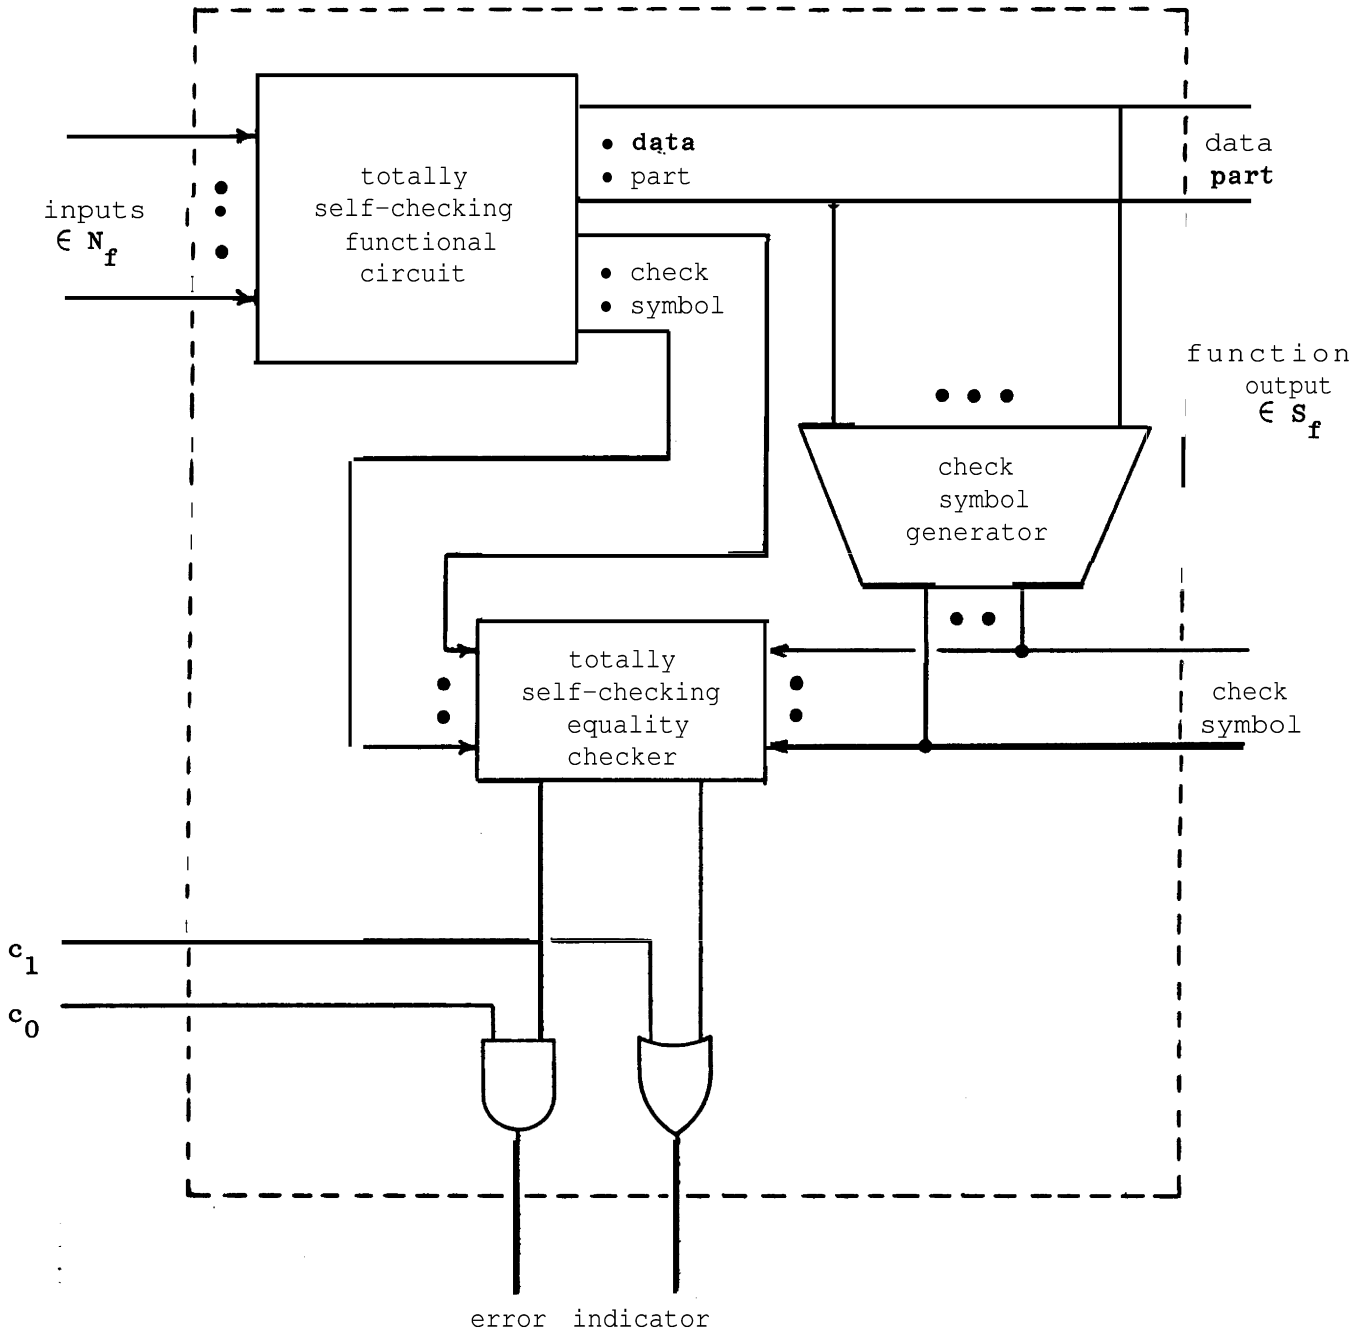 totally
self-checking
functional
circuit
data
part
data
part
inputs
∈ N_f
check
symbol
function
output
∈ S_f
check
symbol
generator
totally
self-checking
equality
checker
check
symbol
c_1
c_0
error indicator